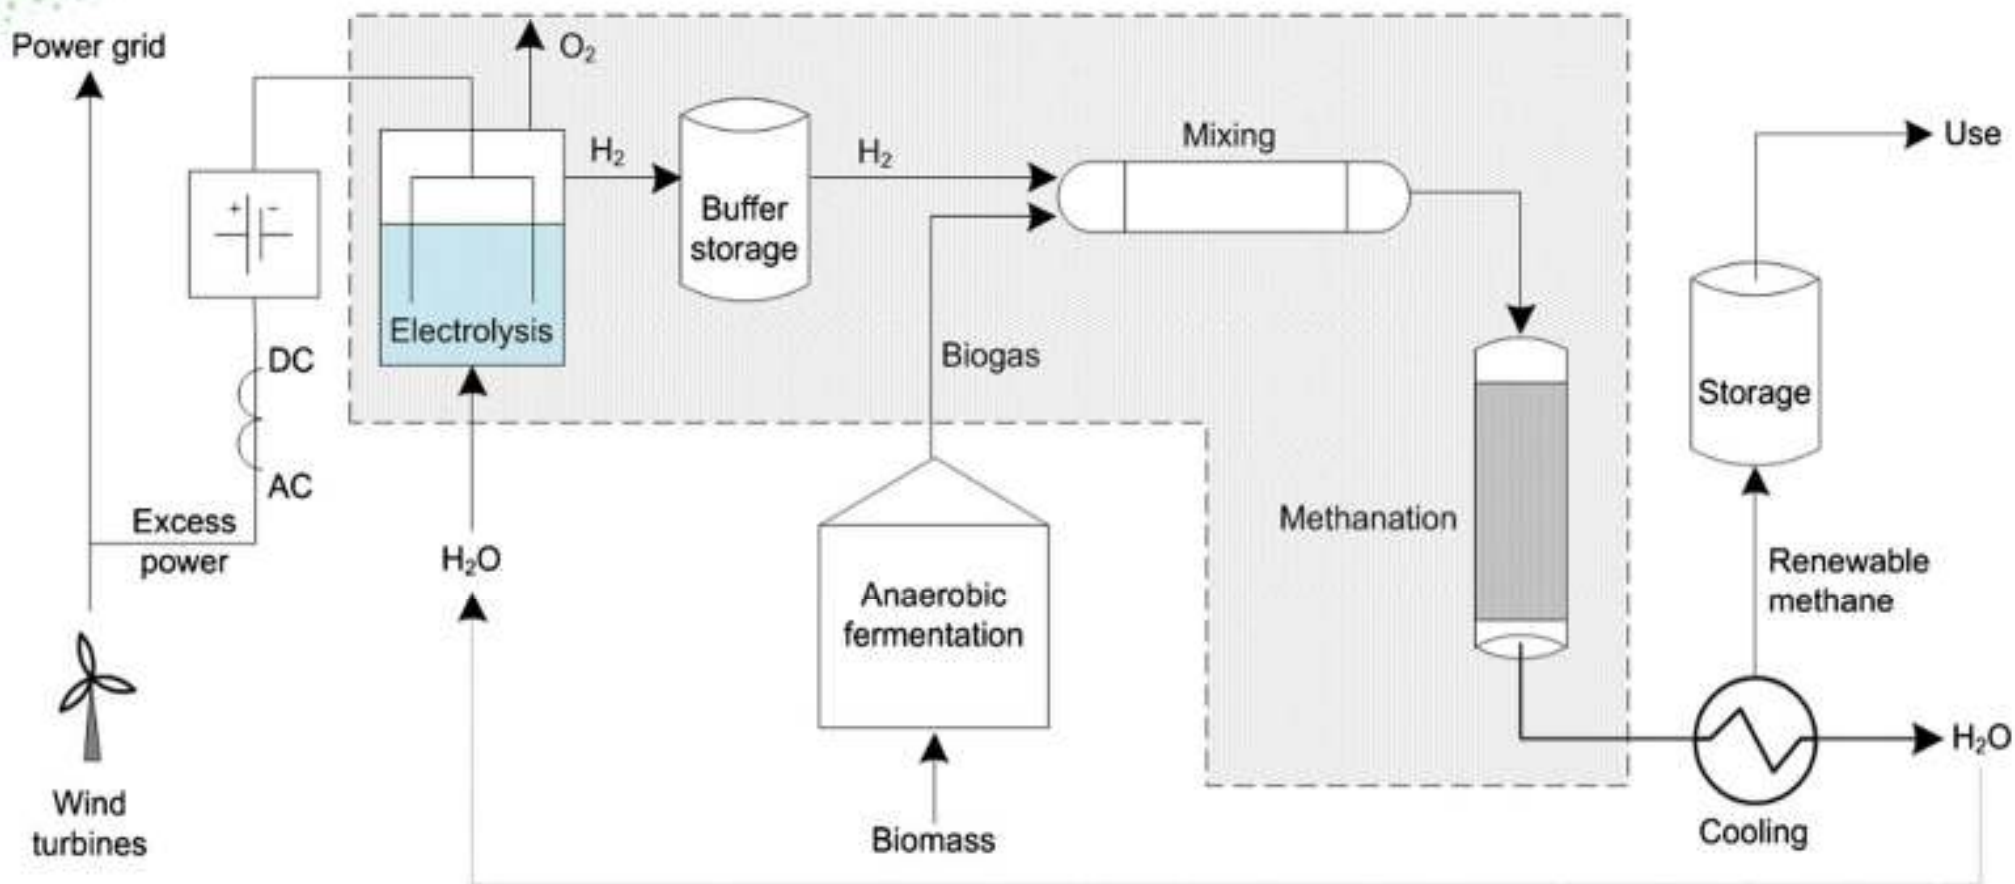 Power grid
O₂
H₂
H₂
Mixing
Use
+ -
Buffer
storage
Electrolysis
DC
Biogas
AC
Storage
Excess
power
H₂O
Methanation
Anaerobic
fermentation
Renewable
methane
H₂O
Wind
turbines
Biomass
Cooling